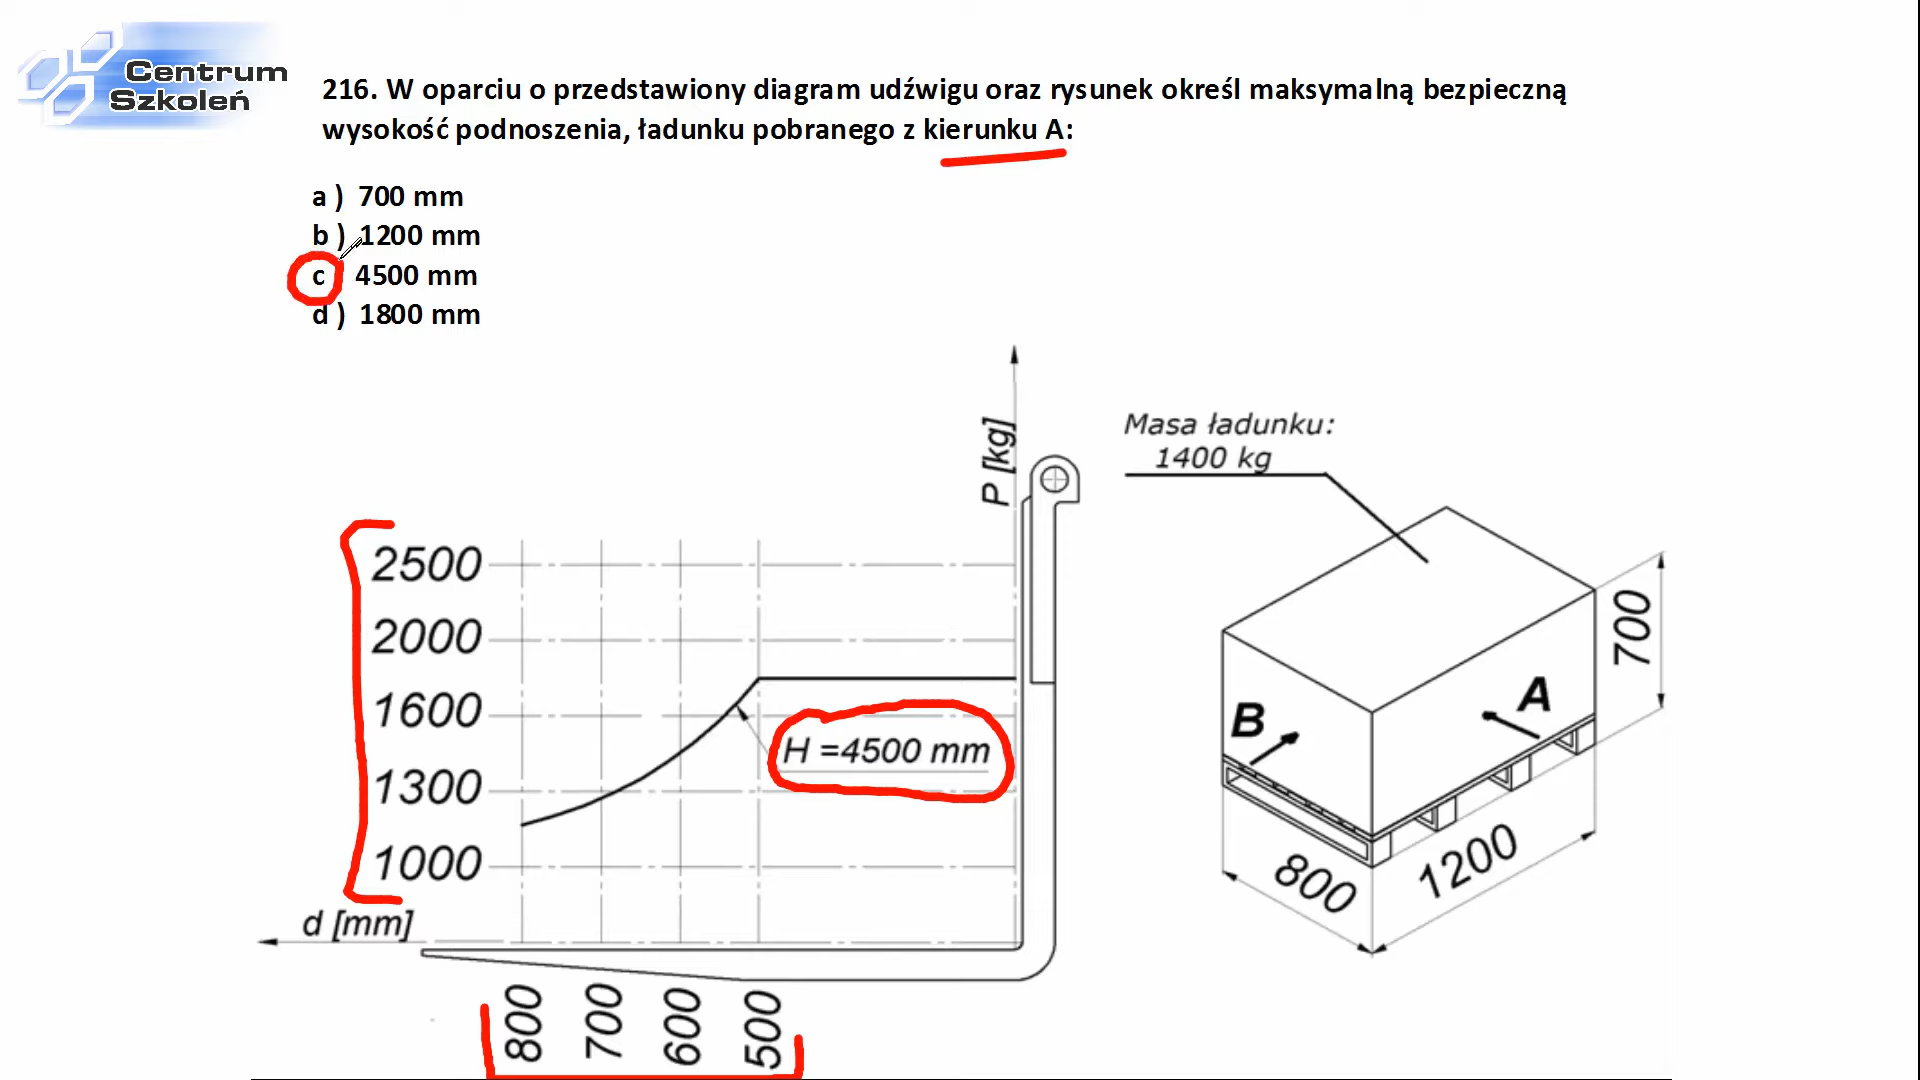 Centrum
Szkoleń
216. W oparciu o przedstawiony diagram udźwigu oraz rysunek określ maksymalną bezpieczną
wysokość podnoszenia, ładunku pobranego z kierunku A:
a ) 700 mm
b ) 1200 mm
c 4500 mm
d ) 1800 mm
P [kg]
Masa ładunku:
1400 kg
2500
2000
1600
1300
1000
H =4500 mm
d [mm]
800
700
600
500
A
B
700
800
1200